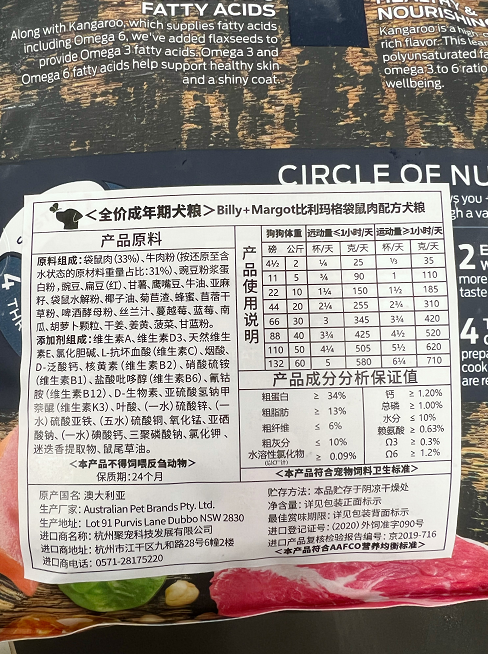 FATTY ACIDS
Along with Kangaroo, which supplies fatty acids
including Omega 6, we've added flaxseeds to
provide Omega 3 fatty acids. Omega 3 and
Omega 6 fatty acids help support healthy skin
and a shiny coat.
NOURISHIN
Kangaroo is a high
rich flavor. This lea
polyunsaturated fa
omega 3 to 6 ratio
wellbeing.
CIRCLE OF NU
<全价成年期犬粮>Billy+Margot比利玛格袋鼠肉配方犬粮
产品原料
原料组成:袋鼠肉(33%)、牛肉粉(按还原至含
水状态的原材料重量占比:31%)、豌豆粉浆蛋
白粉,豌豆、扁豆(红)、甘薯、鹰嘴豆、牛油、亚麻
籽、袋鼠水解粉、椰子油、菊苣渣、蜂蜜、苜蓿干
草粉、啤酒酵母粉、丝兰汁、蔓越莓、蓝莓、南
瓜、胡萝卜颗粒、干姜、姜黄、菠菜、甘蓝粉。
添加剂组成:维生素A、维生素D3、天然维生
素E、氯化胆碱、L-抗坏血酸(维生素C)、烟酸、
D-泛酸钙、核黄素(维生素B2)、硝酸硫胺
(维生素B1)、盐酸吡哆醇(维生素B6)、氰钴
胺(维生素B12)、D-生物素、亚硫酸氢钠甲
萘醌(维生素K3)、叶酸、(一水)硫酸锌、(一
水)硫酸亚铁、(五水)硫酸铜、氧化锰、亚硒
酸钠、(一水)碘酸钙、三聚磷酸钠、氯化钾、
迷迭香提取物、鼠尾草油。
<本产品不得饲喂反刍动物>
保质期:24个月
产品使用说明
狗狗体重 运动量≤1小时/天 运动量>1小时/天
磅 公斤 杯/天 克/天 杯/天 克/天
4½ 2 ¼ 25 ⅓ 35
11 5 ¾ 90 1 110
22 10 1¼ 150 1½ 185
44 20 2¼ 255 2¾ 310
66 30 3 345 3¾ 420
88 40 3¾ 425 4½ 520
110 50 4¼ 505 5½ 620
132 60 5 580 6¼ 710
产品成分分析保证值
粗蛋白 ≥ 34%
粗脂肪 ≥ 13%
粗纤维 ≤ 6%
粗灰分 ≤ 10%
水溶性氯化物 ≥ 0.09%
钙 ≥ 1.20%
总磷 ≥ 1.00%
水分 ≤ 10%
赖氨酸 ≥ 0.63%
Ω3 ≥ 0.3%
Ω6 ≥ 1.2%
<本产品符合宠物饲料卫生标准>
原产国名:澳大利亚
生产厂家: Australian Pet Brands Pty. Ltd.
生产地址: Lot 91 Purvis Lane Dubbo NSW 2830
进口商名称: 杭州聚宠科技发展有限公司
进口商地址: 杭州市江干区九和路28号6幢2楼
进口商电话: 0571-28175220
贮存方法: 本品贮存于阴凉干燥处
净含量: 详见包装正面标示
最佳赏味期限: 详见包装背面标示
进口登记证号: (2020)外饲准字090号
进口产品复核检验报告编号: 京2019-716
<本产品符合AAFCO营养均衡标准>
2
more
taste
4
prepa
cook
are re
4
THR